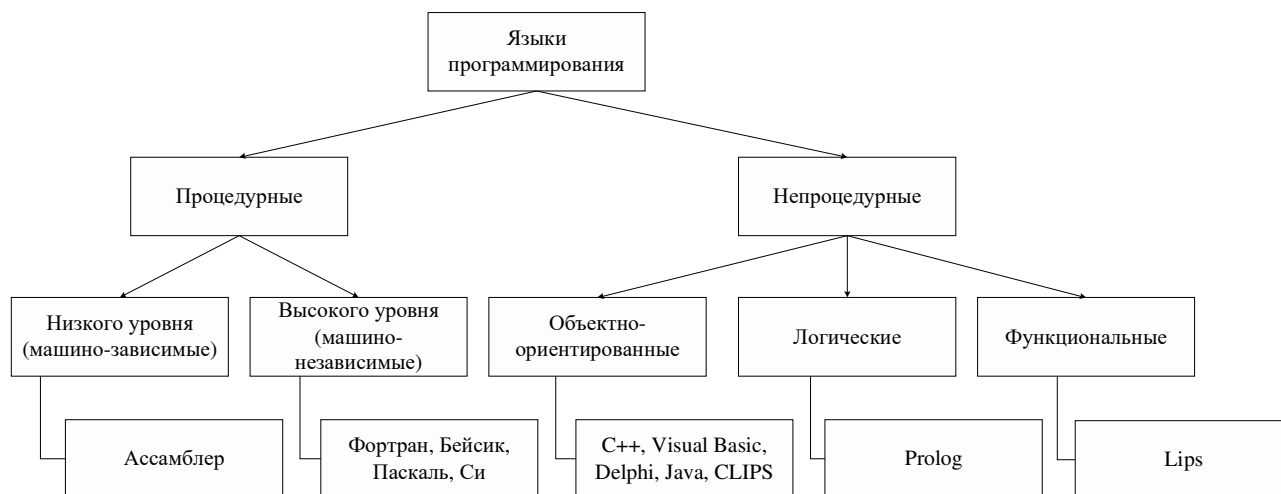 Языки
программирования
Процедурные
Непроцедурные
Низкого уровня
(машино-зависимые)
Высокого уровня
(машино-
независимые)
Объектно-
ориентированные
Логические
Функциональные
Ассамблер
Фортран, Бейсик,
Паскаль, Си
C++, Visual Basic,
Delphi, Java, CLIPS
Prolog
Lips